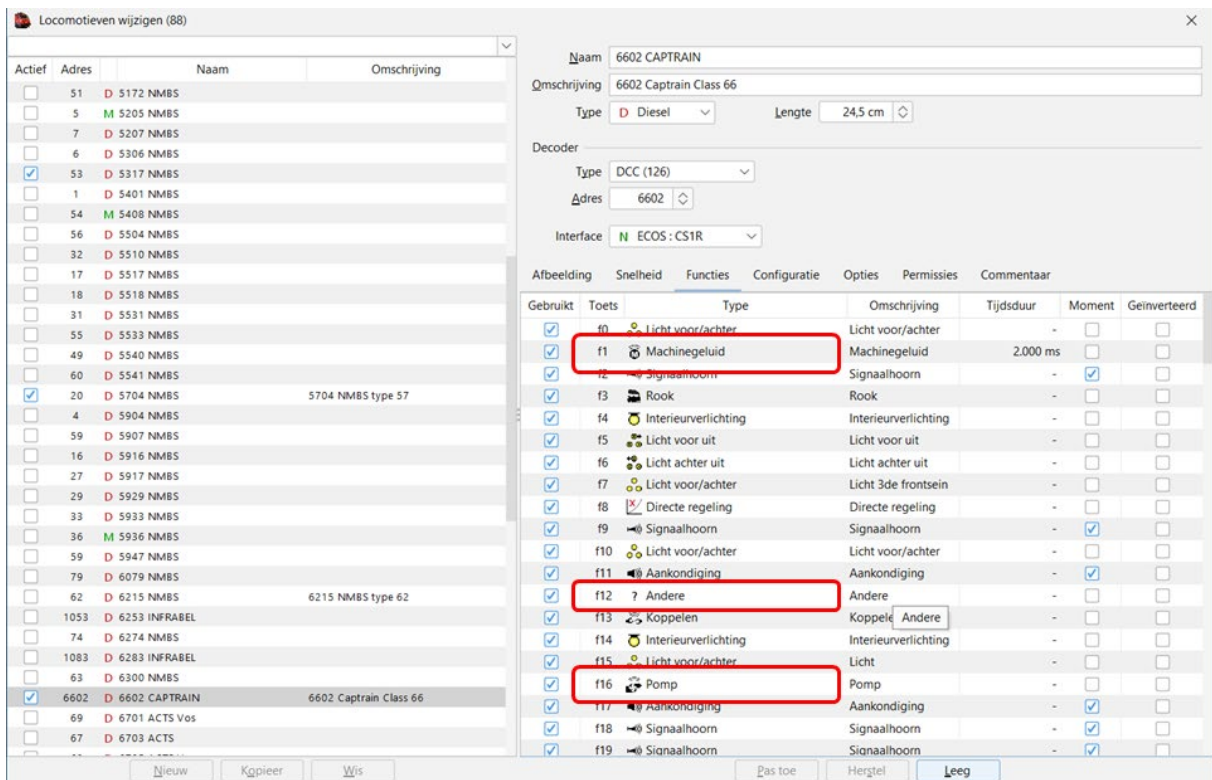 Locomotieven wijzigen (88)
Actief Adres Naam Omschrijving
51 D 5172 NMBS
5 M 5205 NMBS
7 D 5207 NMBS
6 D 5306 NMBS
53 D 5317 NMBS
1 D 5401 NMBS
54 M 5408 NMBS
56 D 5504 NMBS
32 D 5510 NMBS
17 D 5517 NMBS
18 D 5518 NMBS
31 D 5531 NMBS
55 D 5533 NMBS
49 D 5540 NMBS
60 D 5541 NMBS
20 D 5704 NMBS 5704 NMBS type 57
4 D 5904 NMBS
59 D 5907 NMBS
16 D 5916 NMBS
27 D 5917 NMBS
29 D 5929 NMBS
33 D 5933 NMBS
36 M 5936 NMBS
59 D 5947 NMBS
79 D 6079 NMBS
62 D 6215 NMBS 6215 NMBS type 62
1053 D 6253 INFRABEL
74 D 6274 NMBS
1083 D 6283 INFRABEL
63 D 6300 NMBS
6602 D 6602 CAPTRAIN 6602 Captrain Class 66
69 D 6701 ACTS Vos
67 D 6703 ACTS
Nieuw Kopieer Wis
Naam 6602 CAPTRAIN
Omschrijving 6602 Captrain Class 66
Type D Diesel Lengte 24,5 cm
Decoder
Type DCC (126)
Adres 6602
Interface N ECOS : CS1R
Afbeelding Snelheid Functies Configuratie Opties Permissies Commentaar
Gebruikt Toets Type Omschrijving Tijdsduur Moment Geïnverteerd
f0 Licht voor/achter Licht voor/achter -
f1 Machinegeluid Machinegeluid 2.000 ms
f2 Signaalhoorn Signaalhoorn -
f3 Rook Rook -
f4 Interieurverlichting Interieurverlichting -
f5 Licht voor uit Licht voor uit -
f6 Licht achter uit Licht achter uit -
f7 Licht voor/achter Licht 3de frontsein -
f8 Directe regeling Directe regeling -
f9 Signaalhoorn Signaalhoorn -
f10 Licht voor/achter Licht voor/achter -
f11 Aankondiging Aankondiging -
f12 ? Andere Andere -
f13 Koppelen Koppele Andere -
f14 Interieurverlichting Interieurverlichting -
f15 Licht voor/achter Licht -
f16 Pomp Pomp -
f17 Aankondiging Aankondiging -
f18 Signaalhoorn Signaalhoorn -
f19 Signaalhoorn Signaalhoorn -
Pas toe Herstel Leeg